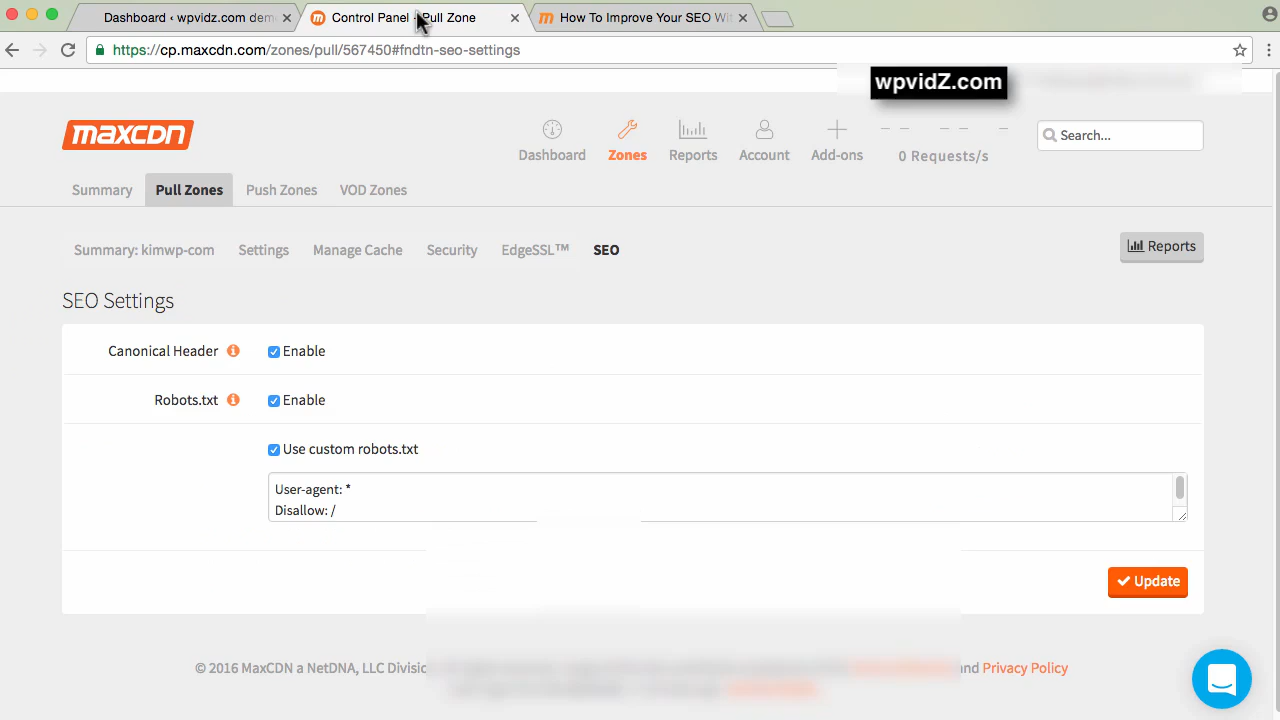 Dashboard ‹ wpvidz.com dem
Control Panel - Pull Zone
How To Improve Your SEO Wi
https://cp.maxcdn.com/zones/pull/567450#fndtn-seo-settings
wpvidZ.com
maxcdn
Dashboard
Zones
Reports
Account
Add-ons
0 Requests/s
Search...
Summary
Pull Zones
Push Zones
VOD Zones
Summary: kimwp-com
Settings
Manage Cache
Security
EdgeSSL™
SEO
Reports
SEO Settings
Canonical Header
Enable
Robots.txt
Enable
Use custom robots.txt
User-agent: *
Disallow: /
Update
© 2016 MaxCDN a NetDNA, LLC Divisi
and Privacy Policy